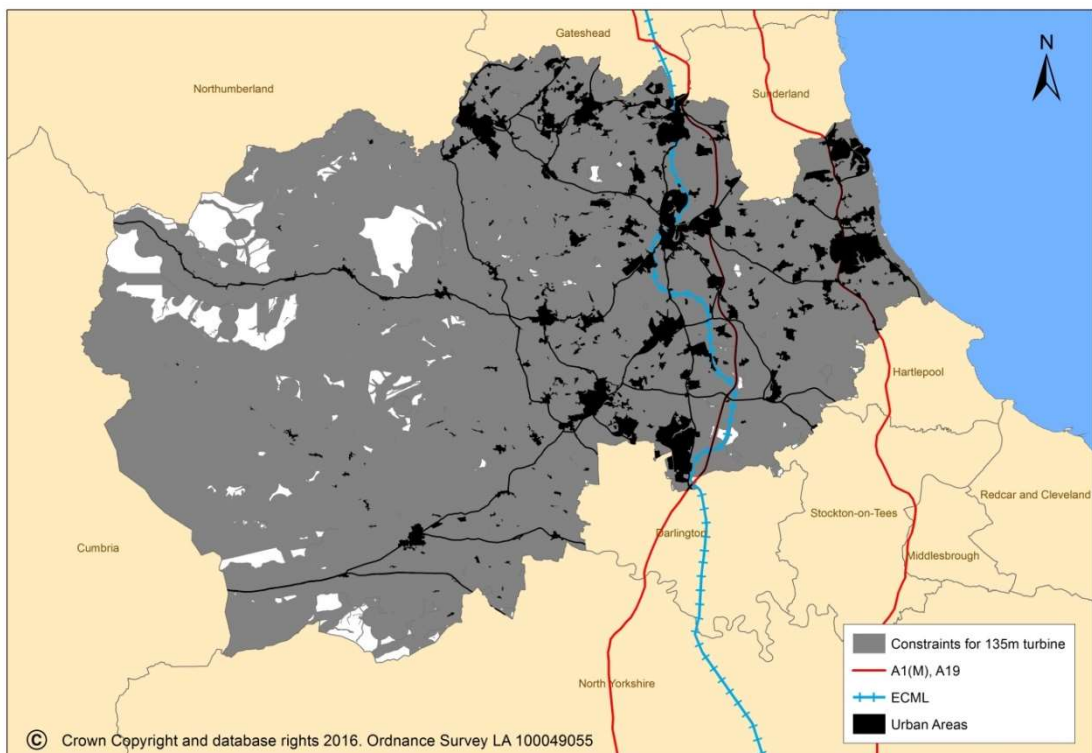 Gateshead
N
Northumberland
Sunderland
Hartlepool
Redcar and Cleveland
Stockton-on-Tees
Darlington
Cumbria
Middlesbrough
Constraints for 135m turbine
A1(M), A19
ECML
Urban Areas
North Yorkshire
© Crown Copyright and database rights 2016. Ordnance Survey LA 100049055